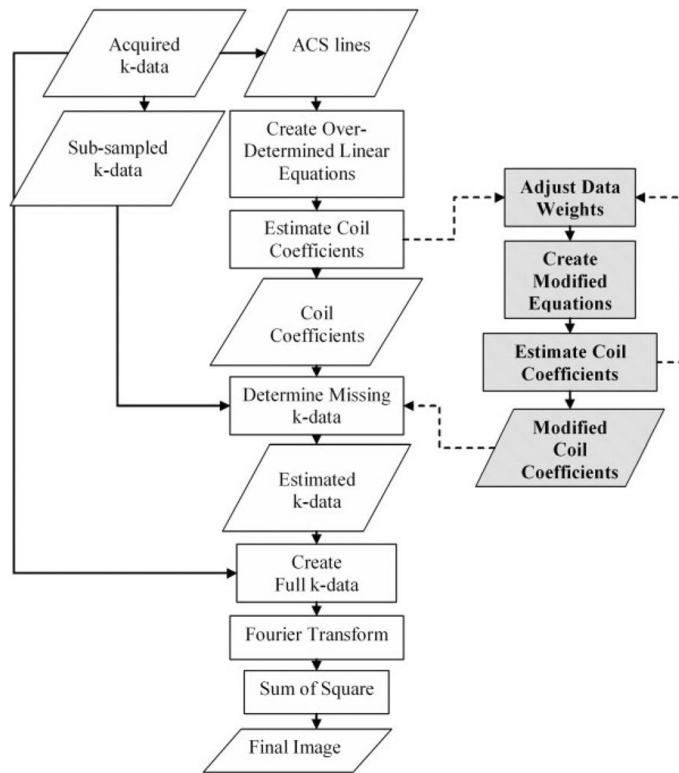 Acquired
k-data
ACS lines
Sub-sampled
k-data
Create Over-
Determined Linear
Equations
Estimate Coil
Coefficients
Coil
Coefficients
Determine Missing
k-data
Estimated
k-data
Create
Full k-data
Fourier Transform
Sum of Square
Final Image
Adjust Data
Weights
Create
Modified
Equations
Estimate Coil
Coefficients
Modified
Coil
Coefficients